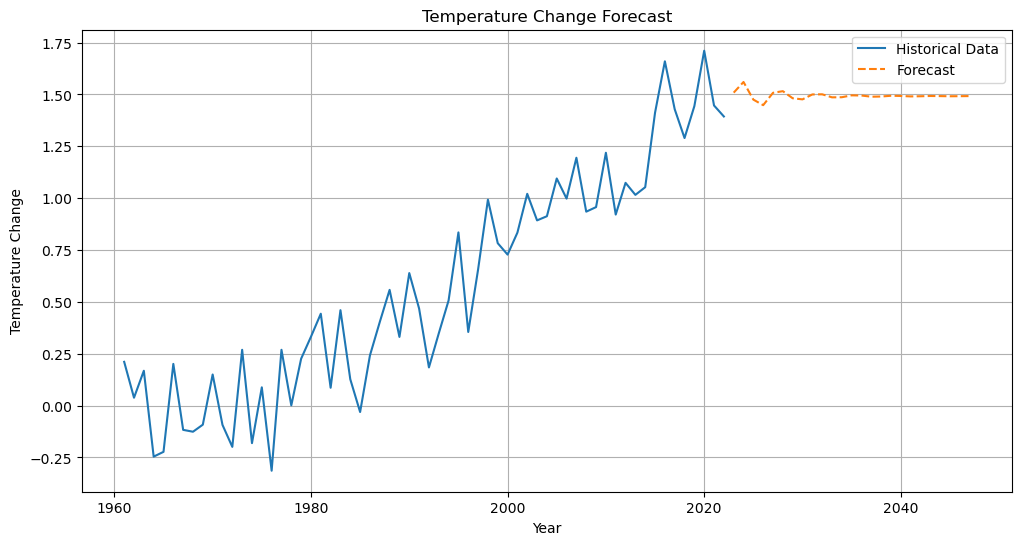 Temperature Change Forecast
Historical Data
Forecast
Temperature Change
1.75
1.50
1.25
1.00
0.75
0.50
0.25
0.00
−0.25
1960
1980
2000
2020
2040
Year